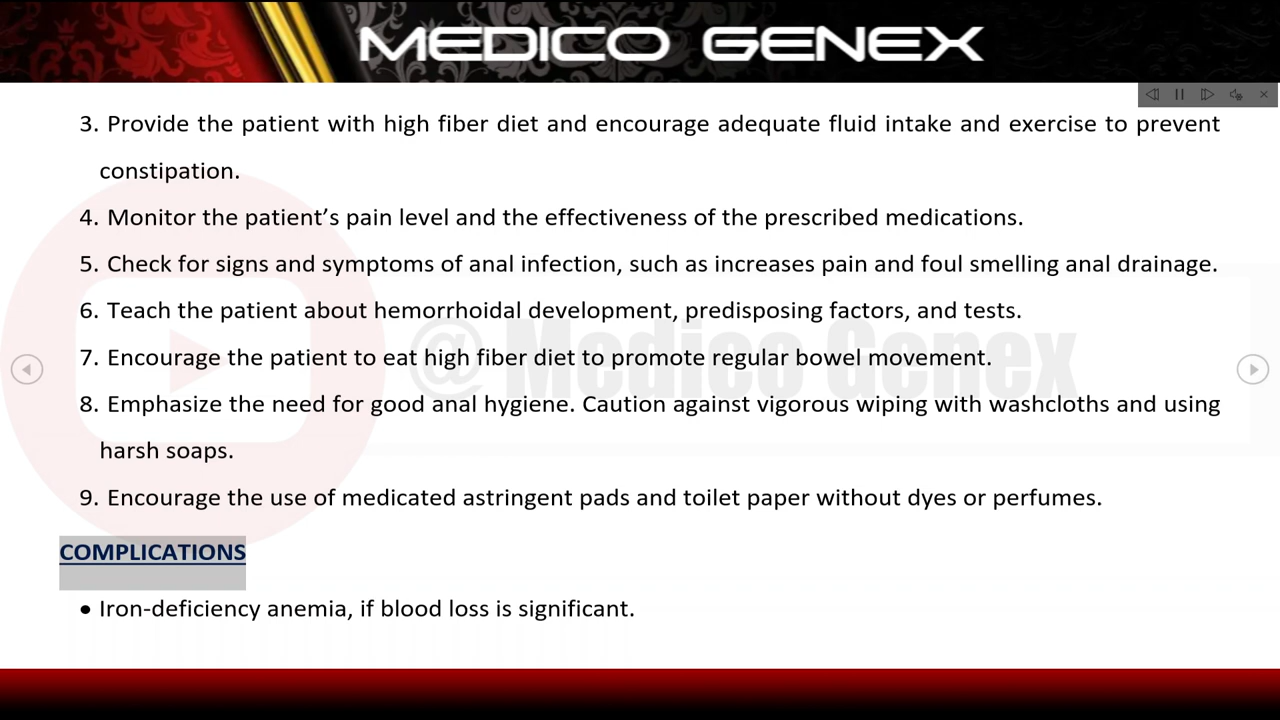 MEDICO GENEX
3. Provide the patient with high fiber diet and encourage adequate fluid intake and exercise to prevent
constipation.
4. Monitor the patient’s pain level and the effectiveness of the prescribed medications.
5. Check for signs and symptoms of anal infection, such as increases pain and foul smelling anal drainage.
6. Teach the patient about hemorrhoidal development, predisposing factors, and tests.
@ Medico Genex
7. Encourage the patient to eat high fiber diet to promote regular bowel movement.
8. Emphasize the need for good anal hygiene. Caution against vigorous wiping with washcloths and using
harsh soaps.
9. Encourage the use of medicated astringent pads and toilet paper without dyes or perfumes.
COMPLICATIONS
● Iron-deficiency anemia, if blood loss is significant.